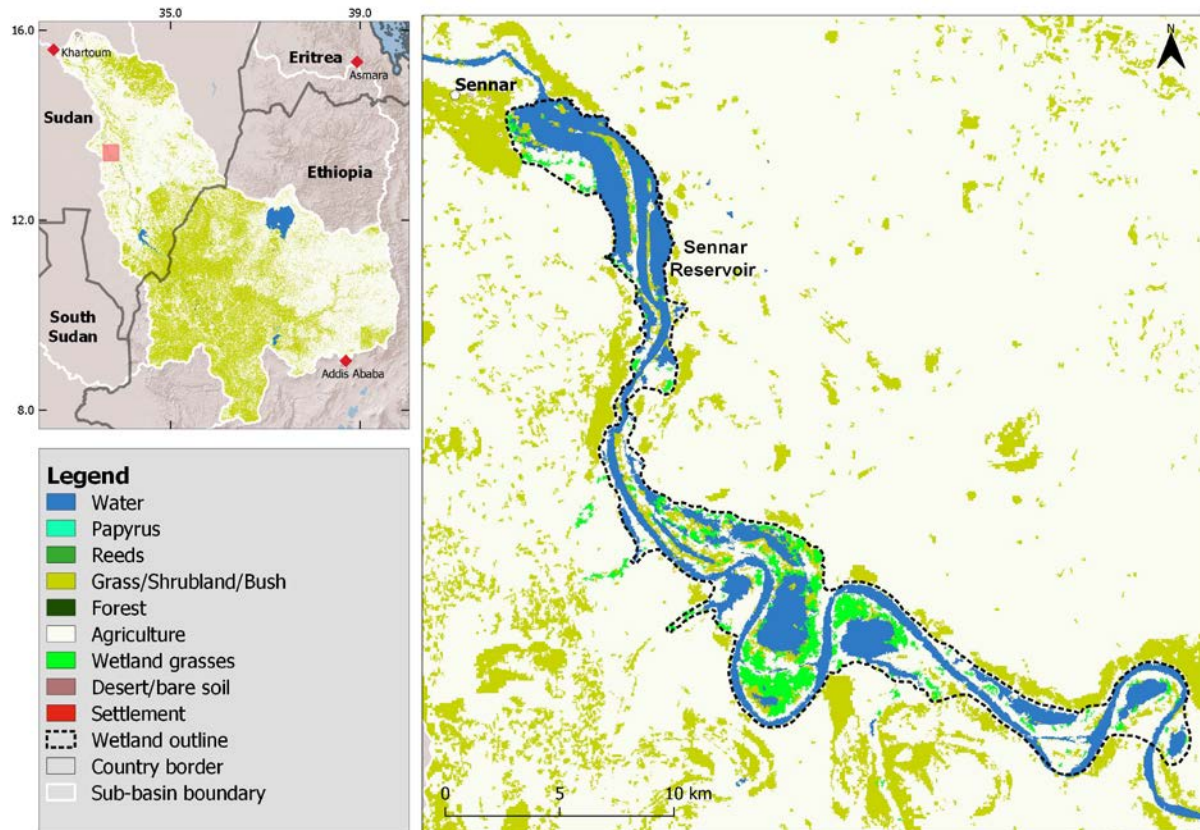 35.0
39.0
16.0
12.0
8.0
Khartoum
Eritrea
Asmara
Sudan
Ethiopia
South
Sudan
Addis Ababa
Legend
Water
Papyrus
Reeds
Grass/Shrubland/Bush
Forest
Agriculture
Wetland grasses
Desert/bare soil
Settlement
Wetland outline
Country border
Sub-basin boundary
N
Sennar
Sennar
Reservoir
0
5
10 km